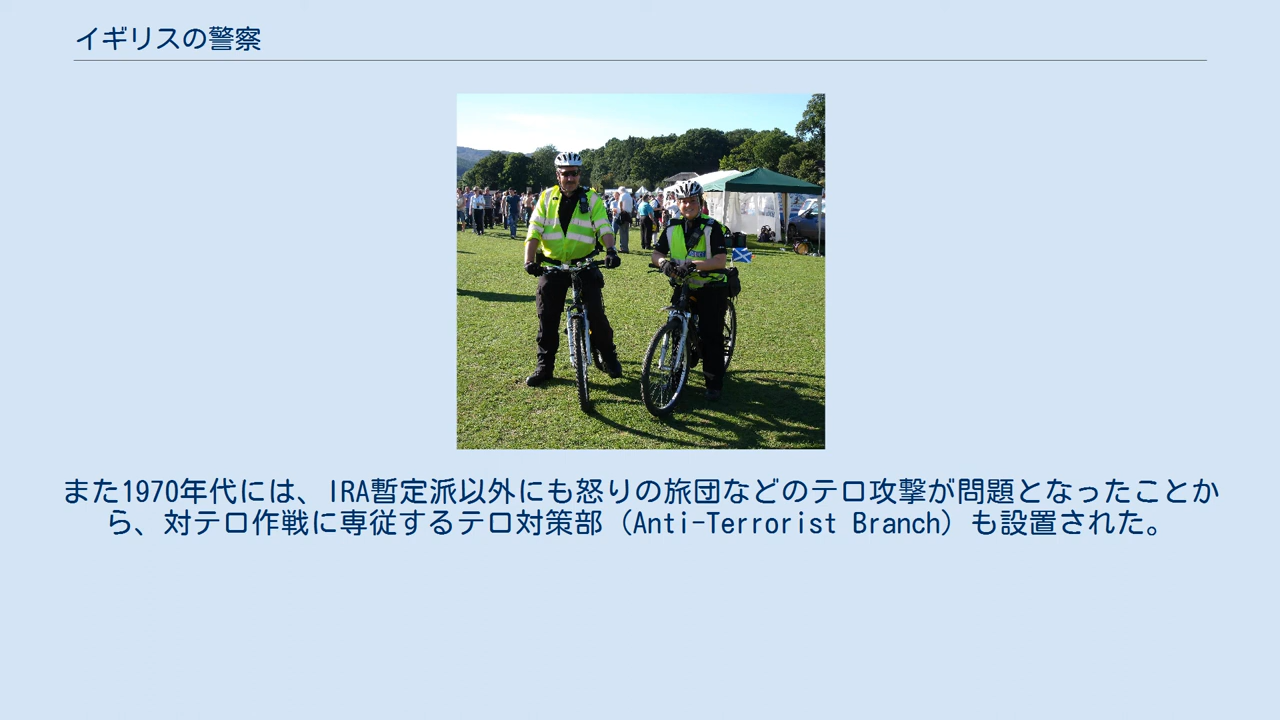 イギリスの警察
また1970年代には、IRA暫定派以外にも怒りの旅団などのテロ攻撃が問題となったことか
ら、対テロ作戦に専従するテロ対策部（Anti-Terrorist Branch）も設置された。